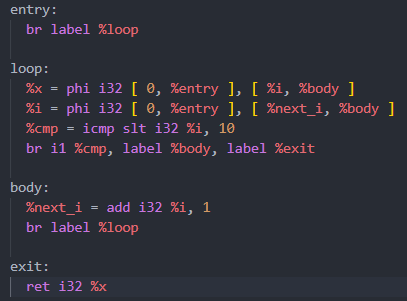 entry:
  br label %loop

loop:
  %x = phi i32 [ 0, %entry ], [ %i, %body ]
  %i = phi i32 [ 0, %entry ], [ %next_i, %body ]
  %cmp = icmp slt i32 %i, 10
  br i1 %cmp, label %body, label %exit

body:
  %next_i = add i32 %i, 1
  br label %loop

exit:
  ret i32 %x